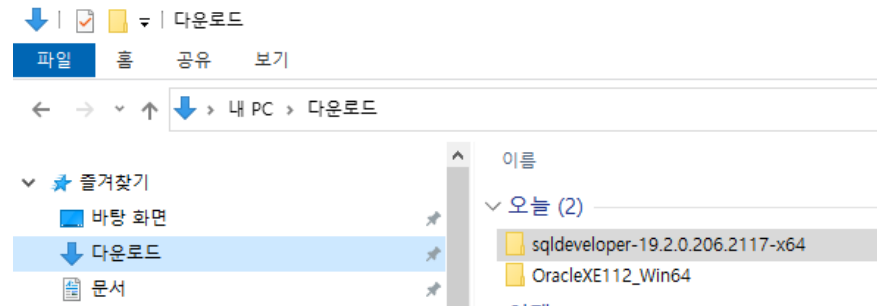 다운로드
파일 홈 공유 보기
내 PC > 다운로드
이름
즐겨찾기
오늘 (2)
바탕 화면
다운로드
sqldeveloper-19.2.0.206.2117-x64
OracleXE112_Win64
문서